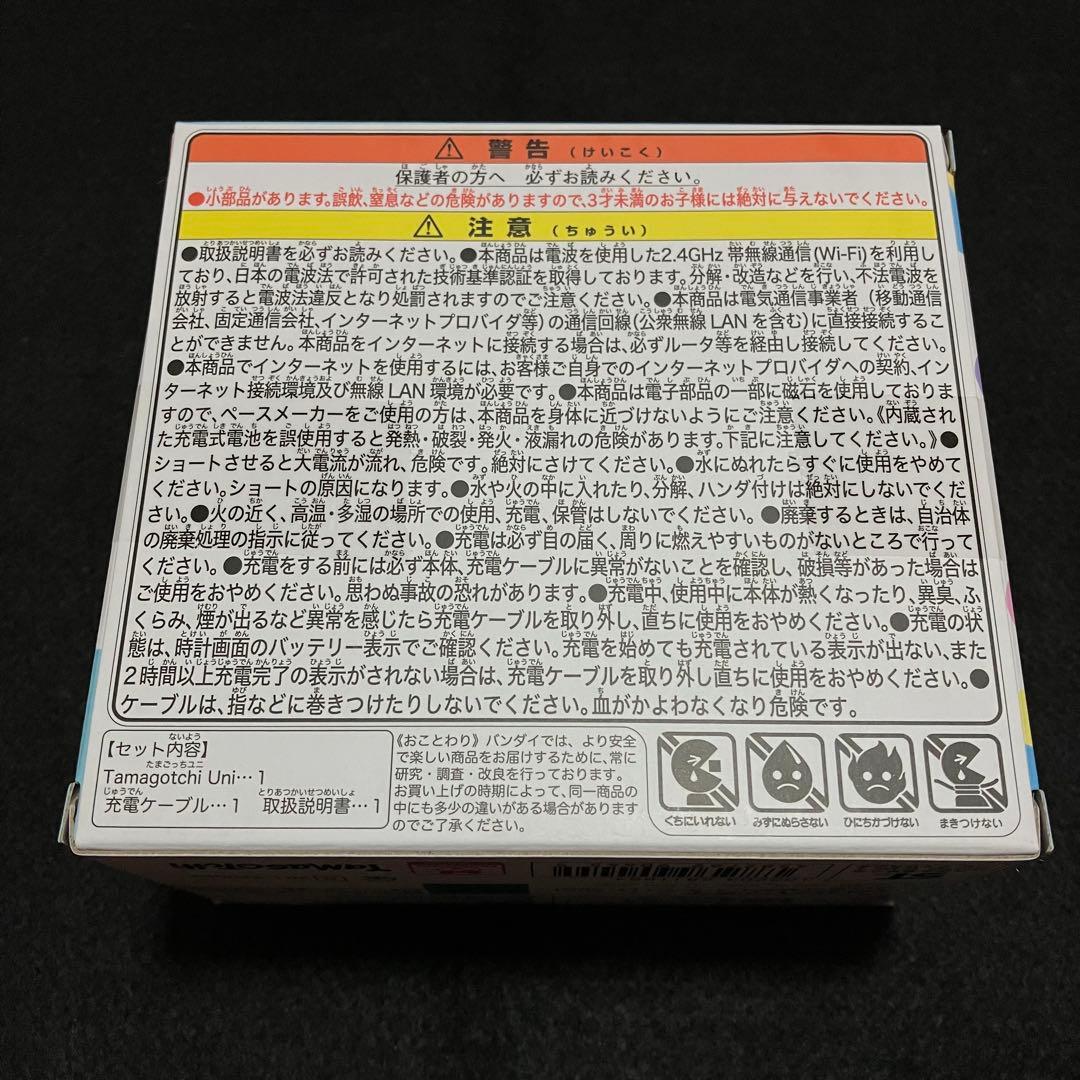 ⚠ 警告 （けいこく）
保護者の方へ 必ずお読みください。
●小部品があります。誤飲、窒息などの危険がありますので、3才未満のお子様には絶対に与えないでください。
⚠ 注意 （ちゅうい）
●取扱説明書を必ずお読みください。●本商品は電波を使用した2.4GHz 帯無線通信(Wi-Fi)を利用し
ており、日本の電波法で許可された技術基準認証を取得しております。分解・改造などを行い、不法電波を
放射すると電波法違反となり処罰されますのでご注意ください。●本商品は電気通信事業者（移動通信
会社、固定通信会社、インターネットプロバイダ等）の通信回線(公衆無線 LANを含む)に直接接続するこ
とができません。本商品をインターネットに接続する場合は、必ずルータ等を経由し接続してください。
●本商品でインターネットを使用するには、お客様ご自身でのインターネットプロバイダへの契約、イン
ターネット接続環境及び無線 LAN 環境が必要です。●本商品は電子部品の一部に磁石を使用しておりま
すので、ペースメーカーをご使用の方は、本商品を身体に近づけないようにご注意ください。《内蔵され
た充電式電池を誤使用すると発熱・破裂・発火・液漏れの危険があります。下記に注意してください。》●
ショートさせると大電流が流れ、危険です。絶対にさけてください。●水にぬれたらすぐに使用をやめて
ください。ショートの原因になります。●水や火の中に入れたり、分解、ハンダ付けは絶対にしないでくだ
さい。●火の近く、高温・多湿の場所での使用、充電、保管はしないでください。●廃棄するときは、自治体
の廃棄処理の指示に従ってください。●充電は必ず目の届く、周りに燃えやすいものがないところで行って
ください。●充電をする前には必ず本体、充電ケーブルに異常がないことを確認し、破損等があった場合は
ご使用をおやめください。思わぬ事故の恐れがあります。●充電中、使用中に本体が熱くなったり、異臭、ふ
くらみ、煙が出るなど異常を感じたら充電ケーブルを取り外し、直ちに使用をおやめください。●充電の状
態は、時計画面のバッテリー表示でご確認ください。充電を始めても充電されている表示が出ない、また
2時間以上充電完了の表示がされない場合は、充電ケーブルを取り外し直ちに使用をおやめください。●
ケーブルは、指などに巻きつけたりしないでください。血がかよわなくなり危険です。
【セット内容】
たまごっちユニ
Tamagotchi Uni…1
充電ケーブル…1 取扱説明書…1
《おことわり》バンダイでは、より安全
で楽しい商品をお届けするために、常に
研究・調査・改良を行っております。
お買い上げの時期によって、同一商品の
中にも多少の違いがある場合があります
のでご了承ください。
くちにいれない
みずにぬらさない
ひにちかづけない
まきつけない